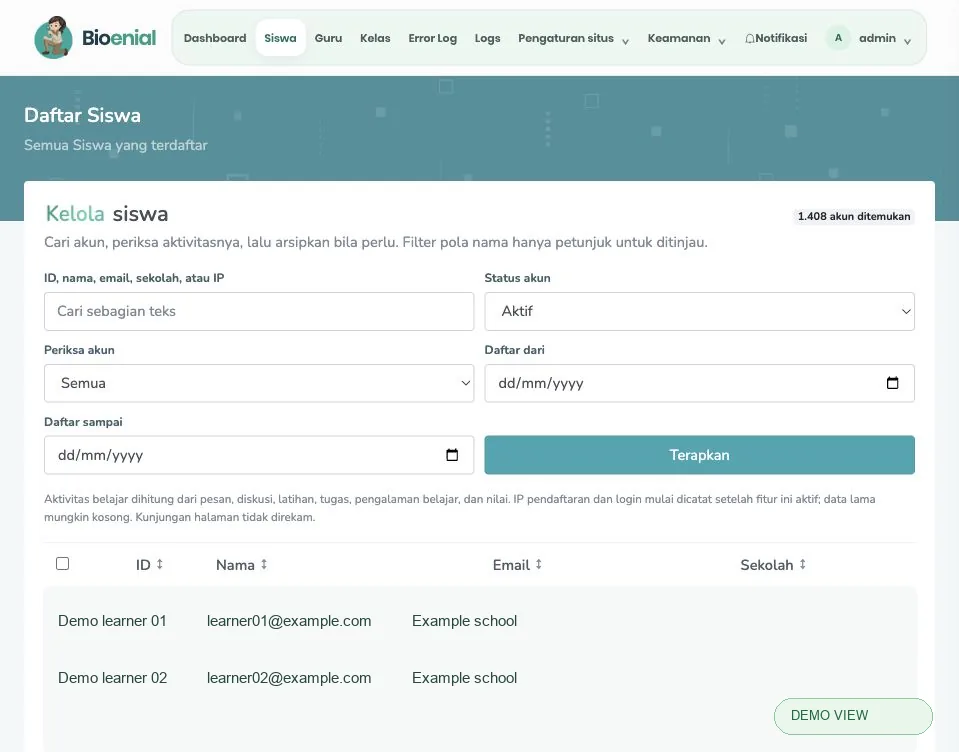 Bioenial
Dashboard Siswa Guru Kelas Error Log Logs Pengaturan situs Keamanan Notifikasi A admin
Daftar Siswa
Semua Siswa yang terdaftar
Kelola siswa
1.408 akun ditemukan
Cari akun, periksa aktivitasnya, lalu arsipkan bila perlu. Filter pola nama hanya petunjuk untuk ditinjau.
ID, nama, email, sekolah, atau IP
Cari sebagian teks
Status akun
Aktif
Periksa akun
Semua
Daftar dari
dd/mm/yyyy
Daftar sampai
dd/mm/yyyy
Terapkan
Aktivitas belajar dihitung dari pesan, diskusi, latihan, tugas, pengalaman belajar, dan nilai. IP pendaftaran dan login mulai dicatat setelah fitur ini aktif; data lama
mungkin kosong. Kunjungan halaman tidak direkam.
ID Nama Email Sekolah
Demo learner 01 learner01@example.com Example school
Demo learner 02 learner02@example.com Example school
DEMO VIEW